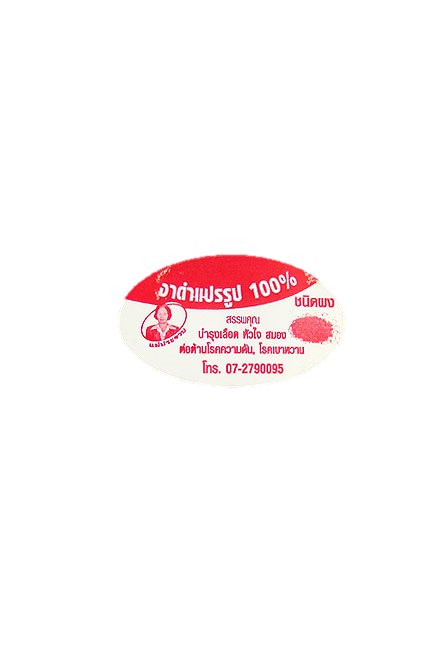 งาดำแปรรูป 100%
ชนิดผง
สรรพคุณ
บำรุงเลือด หัวใจ สมอง
ต่อต้านโรคความดัน, โรคเบาหวาน
โทร. 07-2790095